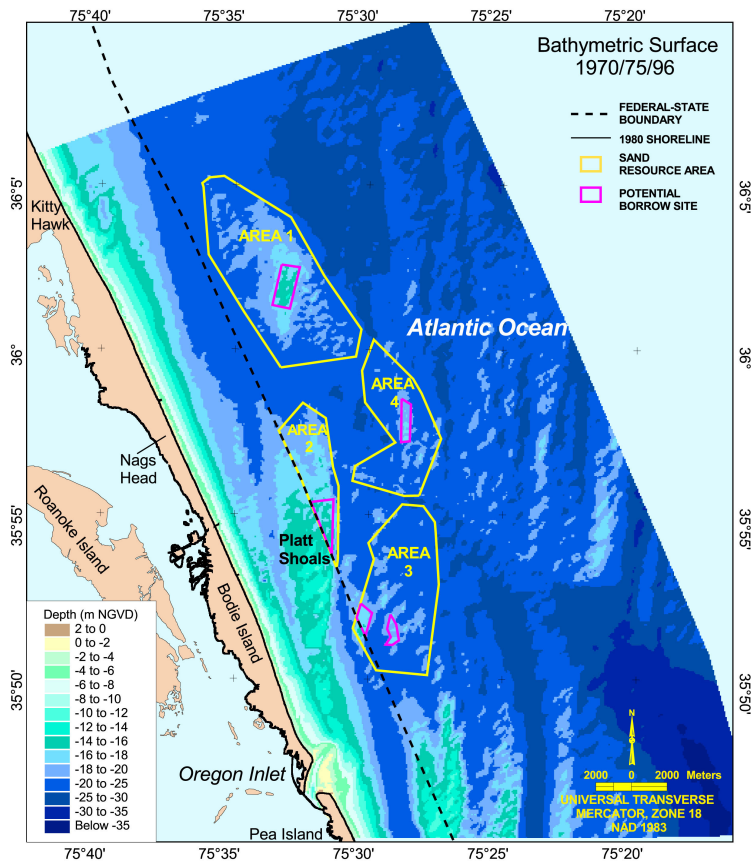 75°40'
75°35'
75°30'
75°25'
75°20'
Bathymetric Surface
1970/75/96
FEDERAL-STATE
BOUNDARY
1980 SHORELINE
SAND
RESOURCE AREA
POTENTIAL
BORROW SITE
36°5'
36°5'
Kitty
Hawk
AREA 1
Atlantic Ocean
36°
36°
AREA
4
AREA
2
Nags
Head
Roanoke Island
35°55'
35°55'
Platt
Shoals
AREA
3
Bodie Island
Depth (m NGVD)
2 to 0
0 to -2
-2 to -4
-4 to -6
-6 to -8
-8 to -10
-10 to -12
-12 to -14
-14 to -16
-16 to -18
-18 to -20
-20 to -25
-25 to -30
-30 to -35
Below -35
35°50'
35°50'
N
Oregon Inlet
2000 0 2000 Meters
UNIVERSAL TRANSVERSE
MERCATOR, ZONE 18
NAD 1983
Pea Island
75°40'
75°35'
75°30'
75°25'
75°20'